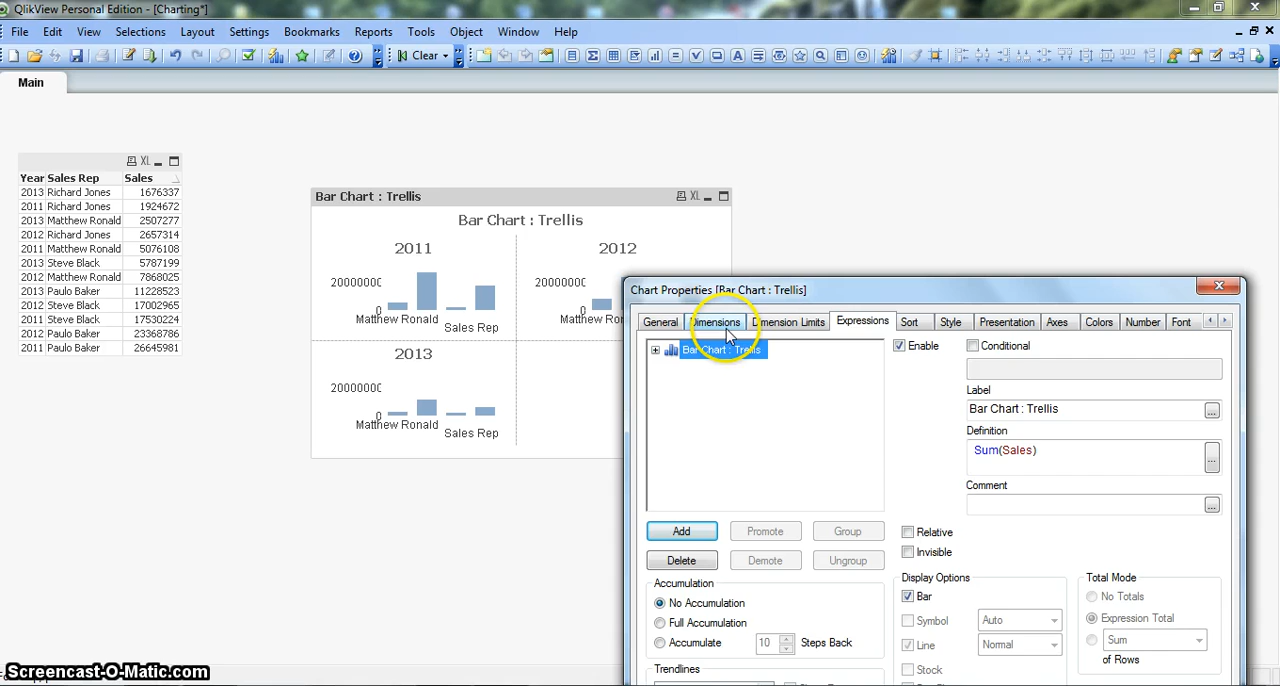 QlikView Personal Edition - [Charting*]
File Edit View Selections Layout Settings Bookmarks Reports Tools Object Window Help
Clear
Main
XL
Year Sales Rep Sales
2013 Richard Jones 1676337
2011 Richard Jones 1924672
2013 Matthew Ronald 2507277
2012 Richard Jones 2657314
2011 Matthew Ronald 5076108
2013 Steve Black 5787199
2012 Matthew Ronald 7868025
2013 Paulo Baker 11228523
2012 Steve Black 17002965
2011 Steve Black 17530224
2012 Paulo Baker 23368786
2011 Paulo Baker 26645981
Bar Chart : Trellis XL
Bar Chart : Trellis
2011 2012
2000000C 2000000C
0 0
Matthew Ronald Sales Rep Matthew Ron
2013
2000000C
0
Matthew Ronald Sales Rep
Chart Properties [Bar Chart : Trellis]
General Dimensions Dimension Limits Expressions Sort Style Presentation Axes Colors Number Font
Bar Chart : Trellis
Enable Conditional
Label
Bar Chart : Trellis
Definition
Sum(Sales)
Comment
Add Promote Group
Delete Demote Ungroup
Relative
Invisible
Accumulation
No Accumulation
Full Accumulation
Accumulate 10 Steps Back
Trendlines
Display Options
Bar
Symbol Auto
Line Normal
Stock
Total Mode
No Totals
Expression Total
Sum
of Rows
Screencast-O-Matic.com